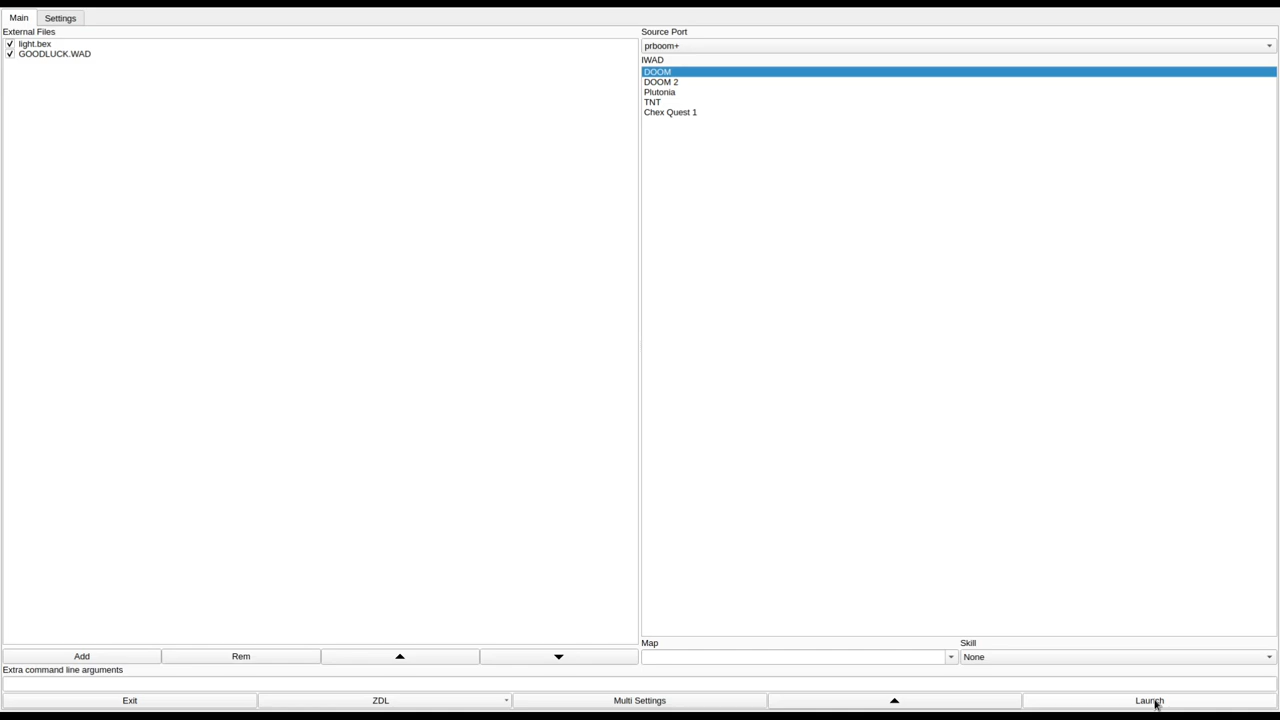 Main Settings
External Files
light.bex
GOODLUCK.WAD
Source Port
prboom+
IWAD
DOOM
DOOM 2
Plutonia
TNT
Chex Quest 1
Map Skill
None
Add Rem
Extra command line arguments
Exit ZDL Multi Settings Launch